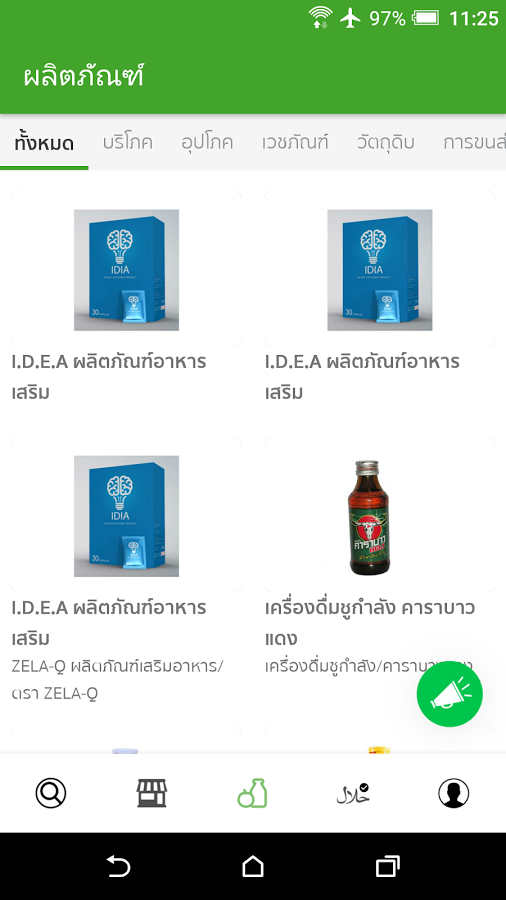 97% 11:25
ผลิตภัณฑ์
ทั้งหมด บริโภค อุปโภค เวชภัณฑ์ วัตถุดิบ การขนส่
IDIA
30
IDIA
30
I.D.E.A ผลิตภัณฑ์อาหาร
เสริม
I.D.E.A ผลิตภัณฑ์อาหาร
เสริม
IDIA
30
คาราบาว
แดง
I.D.E.A ผลิตภัณฑ์อาหาร
เสริม
ZELA-Q ผลิตภัณฑ์เสริมอาหาร/
ตรา ZELA-Q
เครื่องดื่มชูกำลัง คาราบาว
แดง
เครื่องดื่มชูกำลัง/คาราบาวแดง
حلال